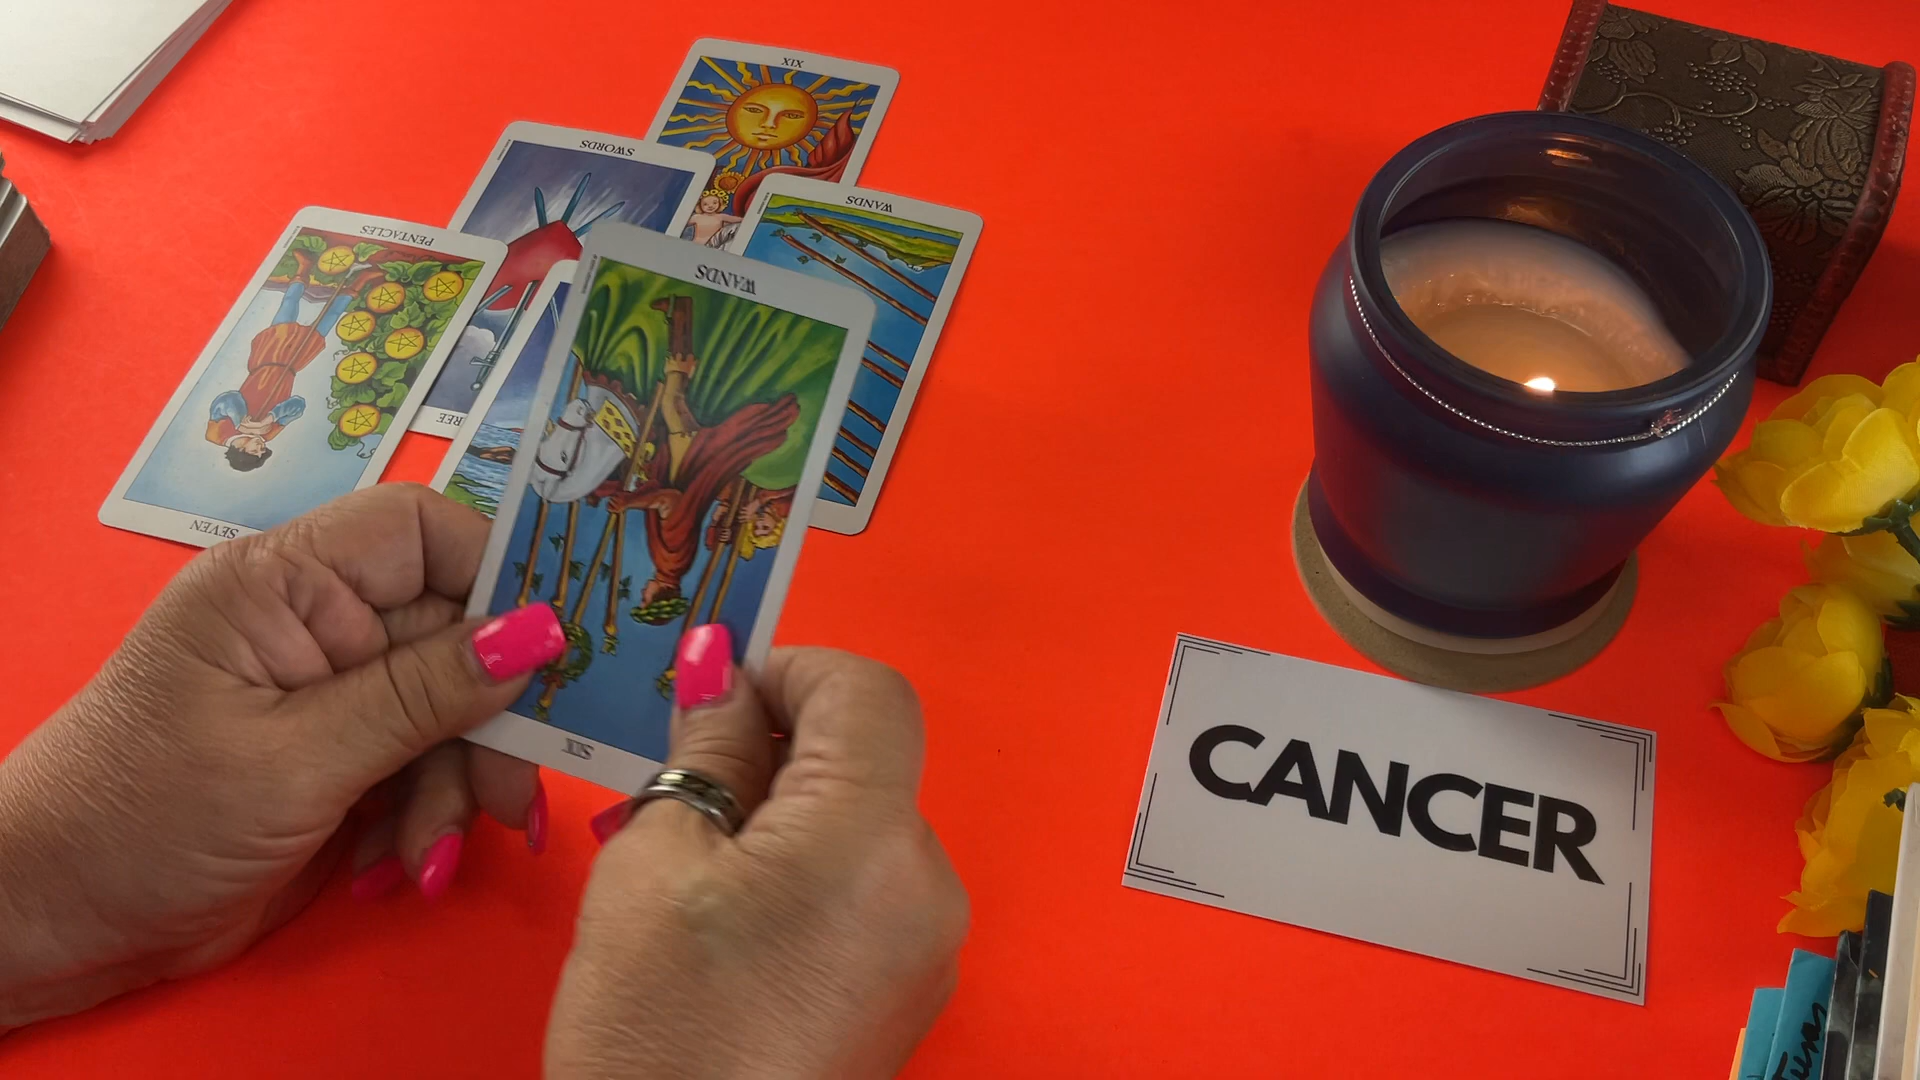 XIX
SWORDS
WANDS
PENTACLES
WANDS
SEVEN
SIX
CANCER